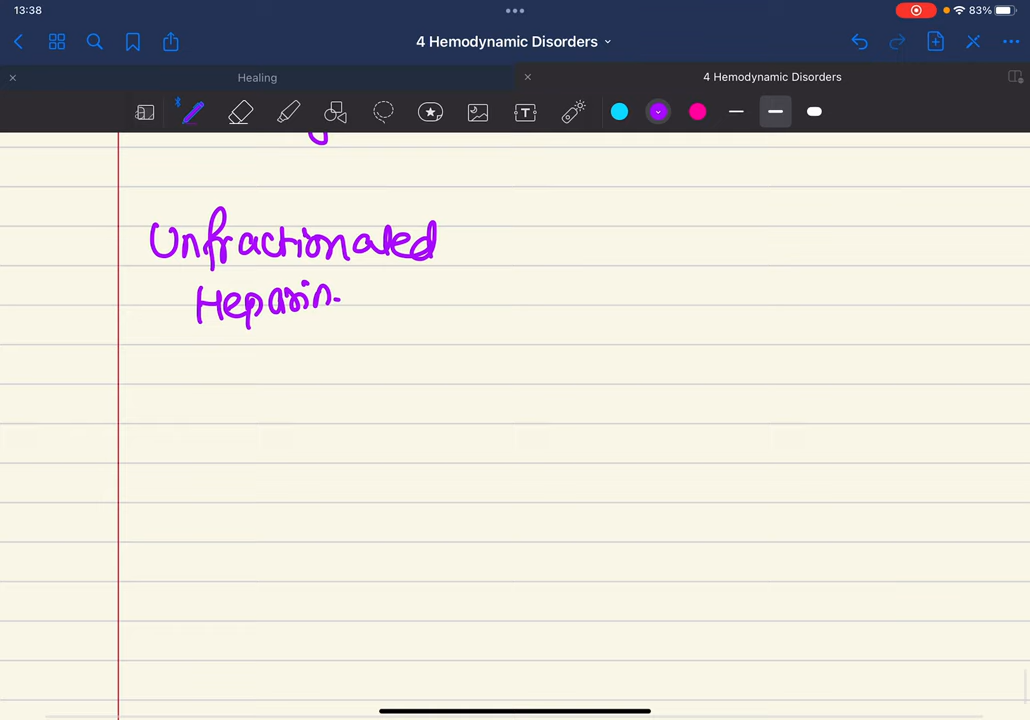 13:38
83%
4 Hemodynamic Disorders
Healing
4 Hemodynamic Disorders
T
Unfractionated
Heparin.